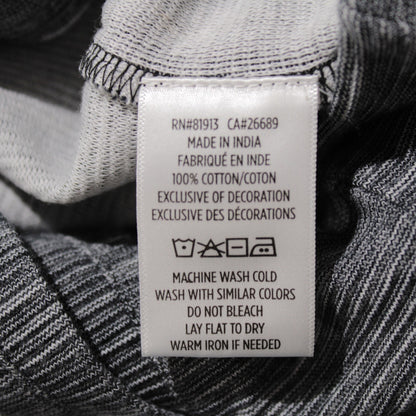 RN#81913 CA#26689
MADE IN INDIA
FABRIQUÉ EN INDE
100% COTTON/COTON
EXCLUSIVE OF DECORATION
EXCLUSIVE DES DÉCORATIONS
MACHINE WASH COLD
WASH WITH SIMILAR COLORS
DO NOT BLEACH
LAY FLAT TO DRY
WARM IRON IF NEEDED